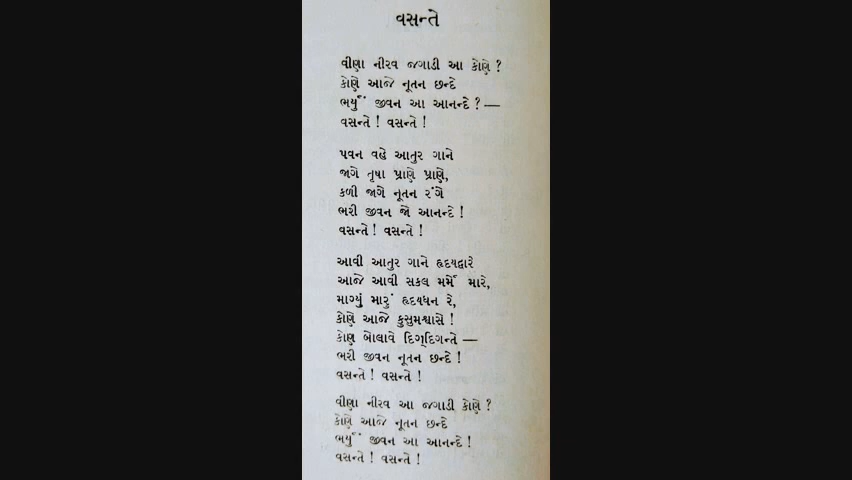 વસન્તે
વીણા નીરવ જગાડી આ કોણે ?
કોણે આજે નૂતન છન્દે
ભર્યું જીવન આ આનન્દે ? —
વસન્તે ! વસન્તે !
પવન વહે આતુર ગાને
જાગે તૃષા પ્રાણે પ્રાણે,
કળી જાગે નૂતન રંગે
ભરી જીવન જો આનન્દે !
વસન્તે ! વસન્તે !
આવી આતુર ગાને હૃદયદ્વારે
આજે આવી સકલ મર્મે મારે,
માગ્યું મારું હૃદયધન રે,
કોણે આજે કુસુમશ્વાસે !
કોણ બોલાવે દિગ્દિગન્તે —
ભરી જીવન નૂતન છન્દે !
વસન્તે ! વસન્તે !
વીણા નીરવ આ જગાડી કોણે ?
કોણે આજે નૂતન છન્દે
ભર્યું જીવન આ આનન્દે !
વસન્તે ! વસન્તે !